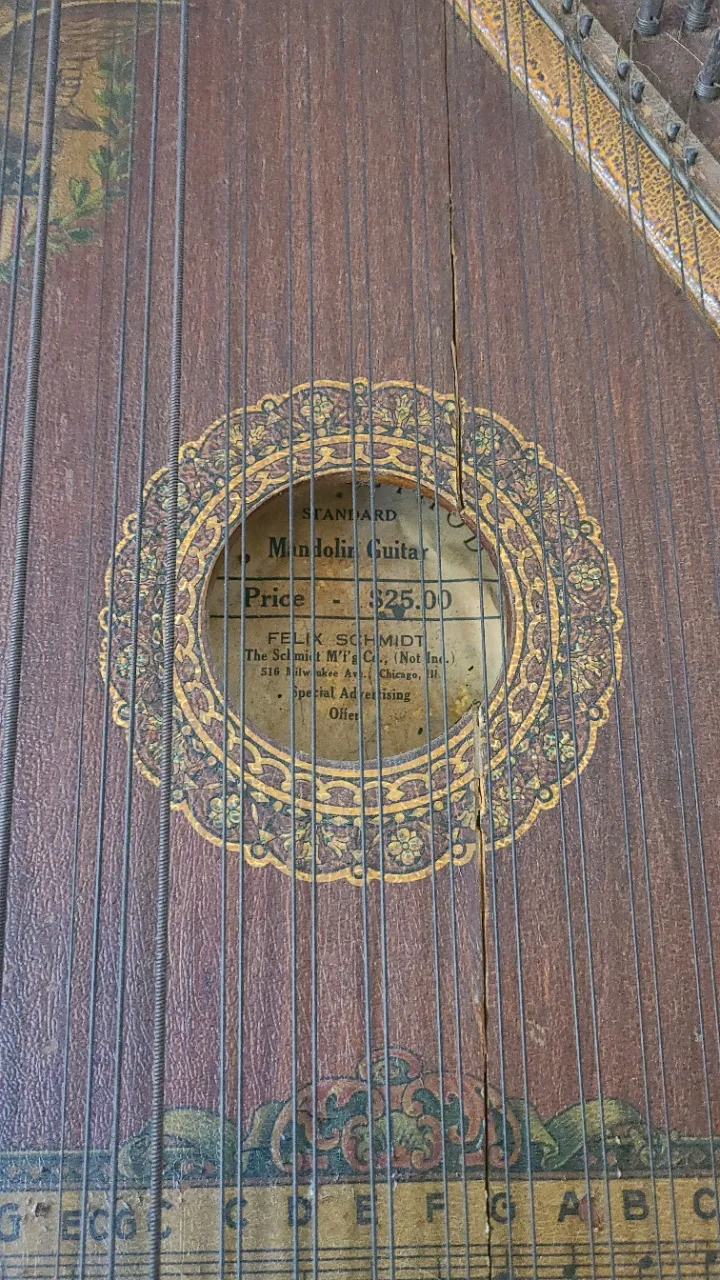 STANDARD
Mandolin Guitar
Price - $25.00
FELIX SCHMIDT
The Schmidt M'f'g Co., (Not Inc.)
516 Milwaukee Ave., Chicago, Ill.
Special Advertising
Offer
G ECG C C D E F G A B C